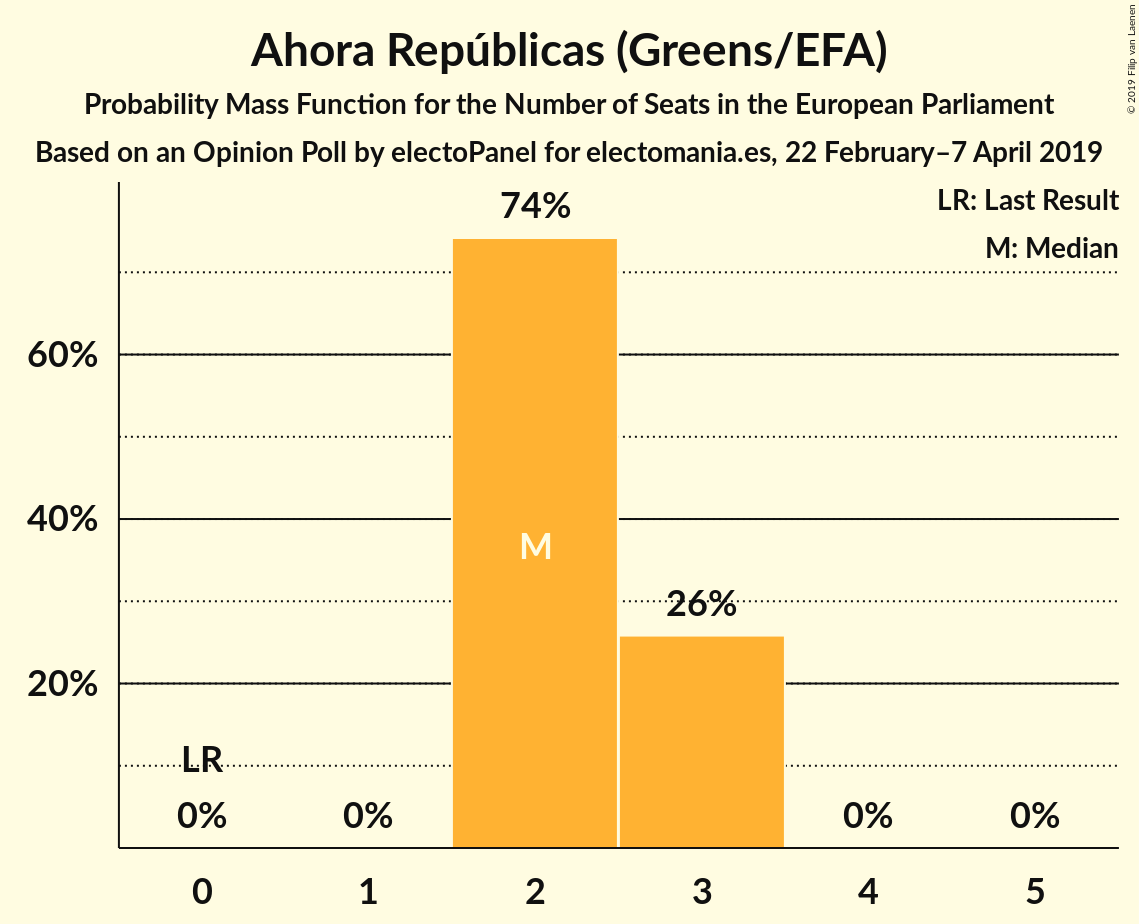 Ahora Repúblicas (Greens/EFA)
Probability Mass Function for the Number of Seats in the European Parliament
Based on an Opinion Poll by electoPanel for electomania.es, 22 February–7 April 2019
© 2019 Filip van Laenen
LR: Last Result
M: Median
74%
60%
40%
M
26%
20%
LR
0% 0% 0% 0%
0 1 2 3 4 5